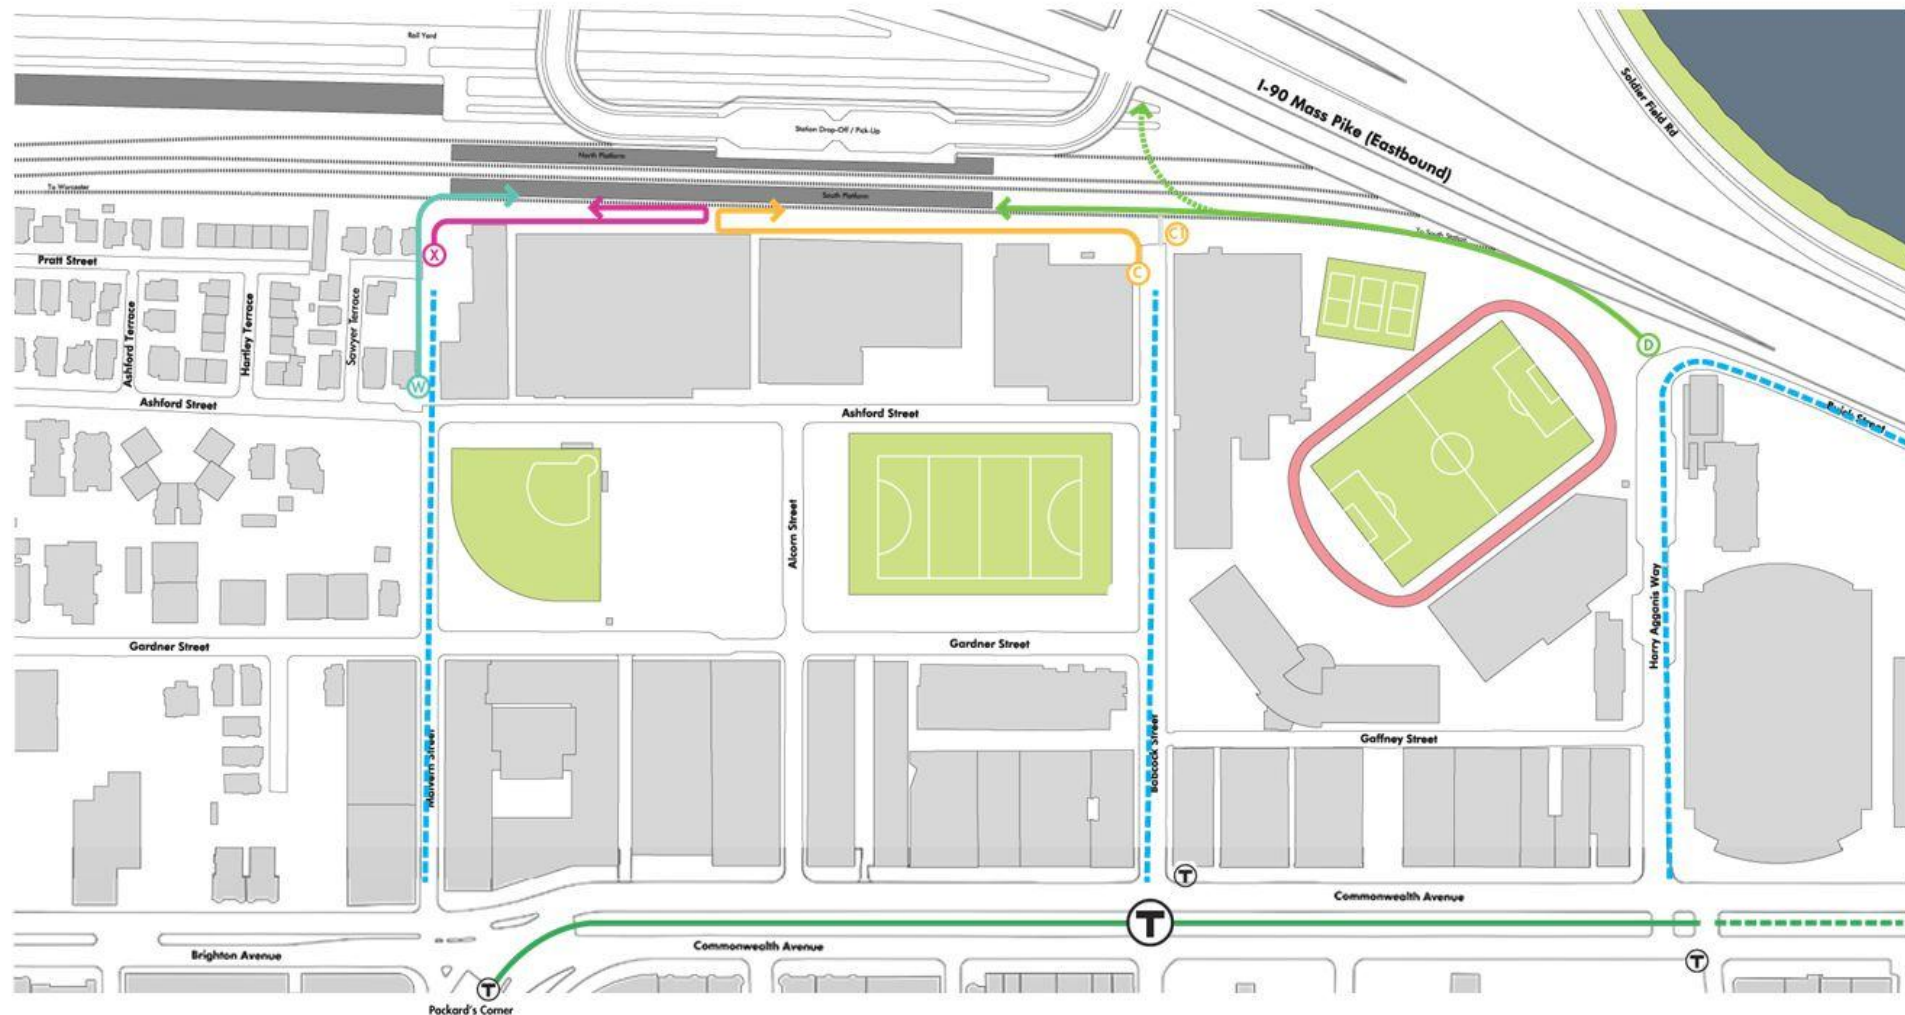 Rail Yard
I-90 Mass Pike (Eastbound)
Soldier Field Rd
Station Drop-Off / Pick-Up
North Platform
To Worcester
South Platform
C1
To South Station
X
C
Pratt Street
Ashford Terrace
Hartley Terrace
Sawyer Terrace
D
W
Ashford Street
Ashford Street
Buick Street
Alcorn Street
Harry Agganis Way
Gardner Street
Gardner Street
Malvern Street
Babcock Street
Gaffney Street
T
Commonwealth Avenue
T
Commonwealth Avenue
Brighton Avenue
T
T
Packard's Corner